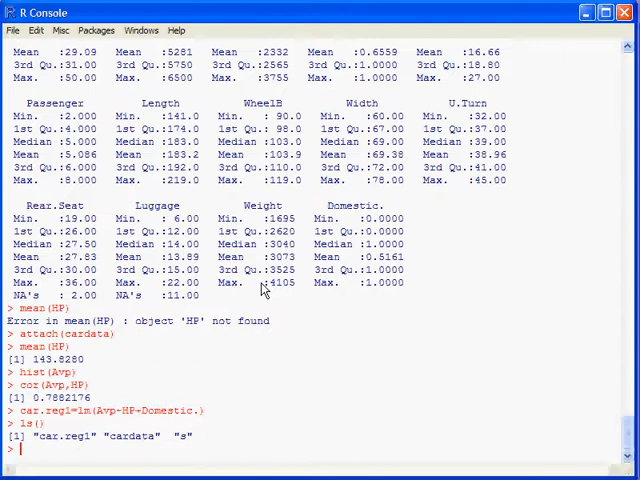 R Console
File Edit Misc Packages Windows Help
Mean :29.09 Mean :5281 Mean :2332 Mean :0.6559 Mean :16.66
3rd Qu.:31.00 3rd Qu.:5750 3rd Qu.:2565 3rd Qu.:1.0000 3rd Qu.:18.80
Max. :50.00 Max. :6500 Max. :3755 Max. :1.0000 Max. :27.00
Passenger Length WheelB Width U.Turn
Min. :2.000 Min. :141.0 Min. : 90.0 Min. :60.00 Min. :32.00
1st Qu.:4.000 1st Qu.:174.0 1st Qu.: 98.0 1st Qu.:67.00 1st Qu.:37.00
Median :5.000 Median :183.0 Median :103.0 Median :69.00 Median :39.00
Mean :5.086 Mean :183.2 Mean :103.9 Mean :69.38 Mean :38.96
3rd Qu.:6.000 3rd Qu.:192.0 3rd Qu.:110.0 3rd Qu.:72.00 3rd Qu.:41.00
Max. :8.000 Max. :219.0 Max. :119.0 Max. :78.00 Max. :45.00
Rear.Seat Luggage Weight Domestic.
Min. :19.00 Min. : 6.00 Min. :1695 Min. :0.0000
1st Qu.:26.00 1st Qu.:12.00 1st Qu.:2620 1st Qu.:0.0000
Median :27.50 Median :14.00 Median :3040 Median :1.0000
Mean :27.83 Mean :13.89 Mean :3073 Mean :0.5161
3rd Qu.:30.00 3rd Qu.:15.00 3rd Qu.:3525 3rd Qu.:1.0000
Max. :36.00 Max. :22.00 Max. :4105 Max. :1.0000
NA's : 2.00 NA's :11.00
> mean(HP)
Error in mean(HP) : object 'HP' not found
> attach(cardata)
> mean(HP)
[1] 143.8280
> hist(Avp)
> cor(Avp,HP)
[1] 0.7882176
> car.reg1=lm(Avp~HP+Domestic.)
> ls()
[1] "car.reg1" "cardata" "s"
>